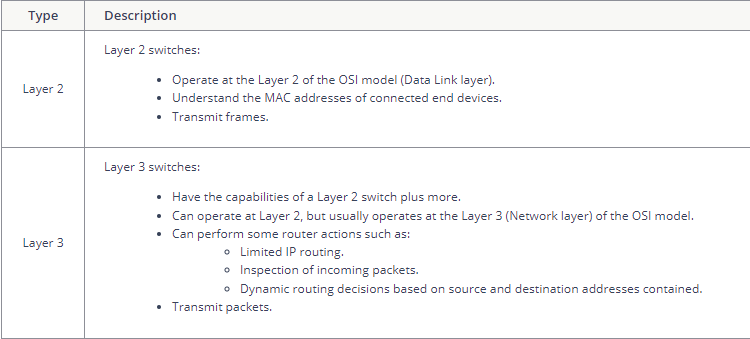 Type
Description
Layer 2
Layer 2 switches:
Operate at the Layer 2 of the OSI model (Data Link layer).
Understand the MAC addresses of connected end devices.
Transmit frames.
Layer 3
Layer 3 switches:
Have the capabilities of a Layer 2 switch plus more.
Can operate at Layer 2, but usually operates at the Layer 3 (Network layer) of the OSI model.
Can perform some router actions such as:
Limited IP routing.
Inspection of incoming packets.
Dynamic routing decisions based on source and destination addresses contained.
Transmit packets.